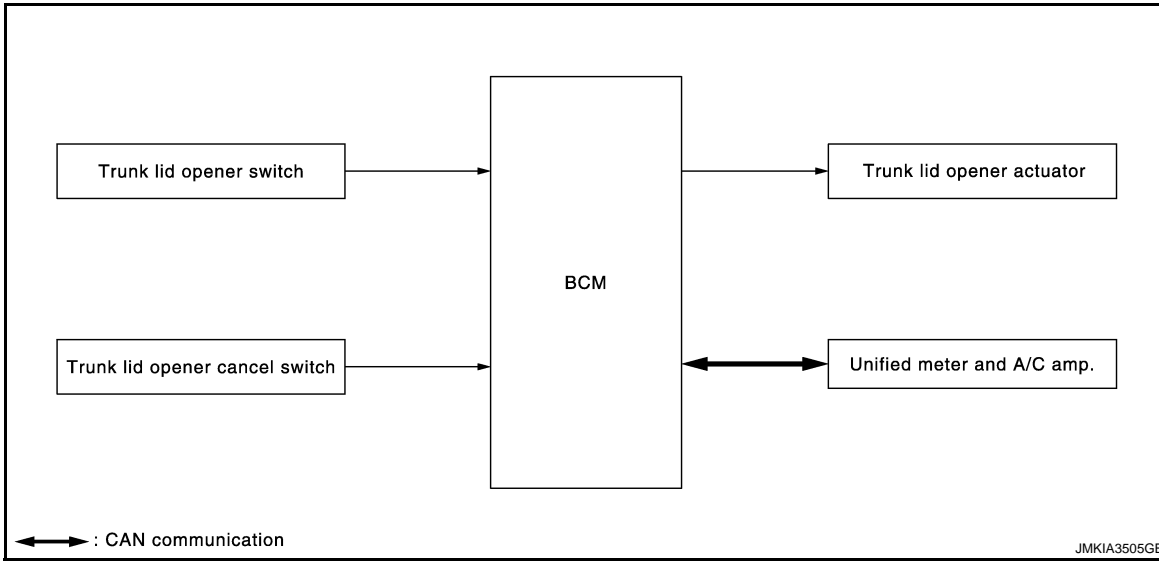 Trunk lid opener switch
Trunk lid opener actuator
BCM
Trunk lid opener cancel switch
Unified meter and A/C amp.
: CAN communication
JMKIA3505GB